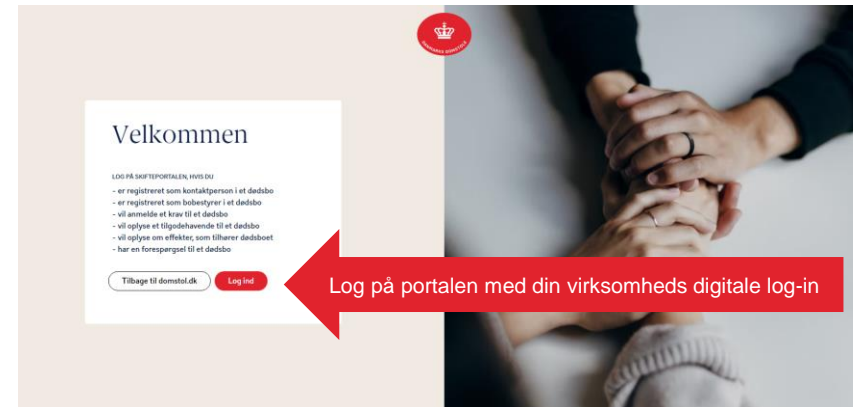 DANMARKS DOMSTOLE
Velkommen
LOG PÅ SKIFTEPORTALEN, HVIS DU
- er registreret som kontaktperson i et dødsbo
- er registreret som bobestyrer i et dødsbo
- vil anmelde et krav til et dødsbo
- vil oplyse et tilgodehavende til et dødsbo
- vil oplyse om effekter, som tilhører dødsboet
- har en forespørgsel til et dødsbo
Tilbage til domstol.dk
Log ind
Log på portalen med din virksomheds digitale log-in